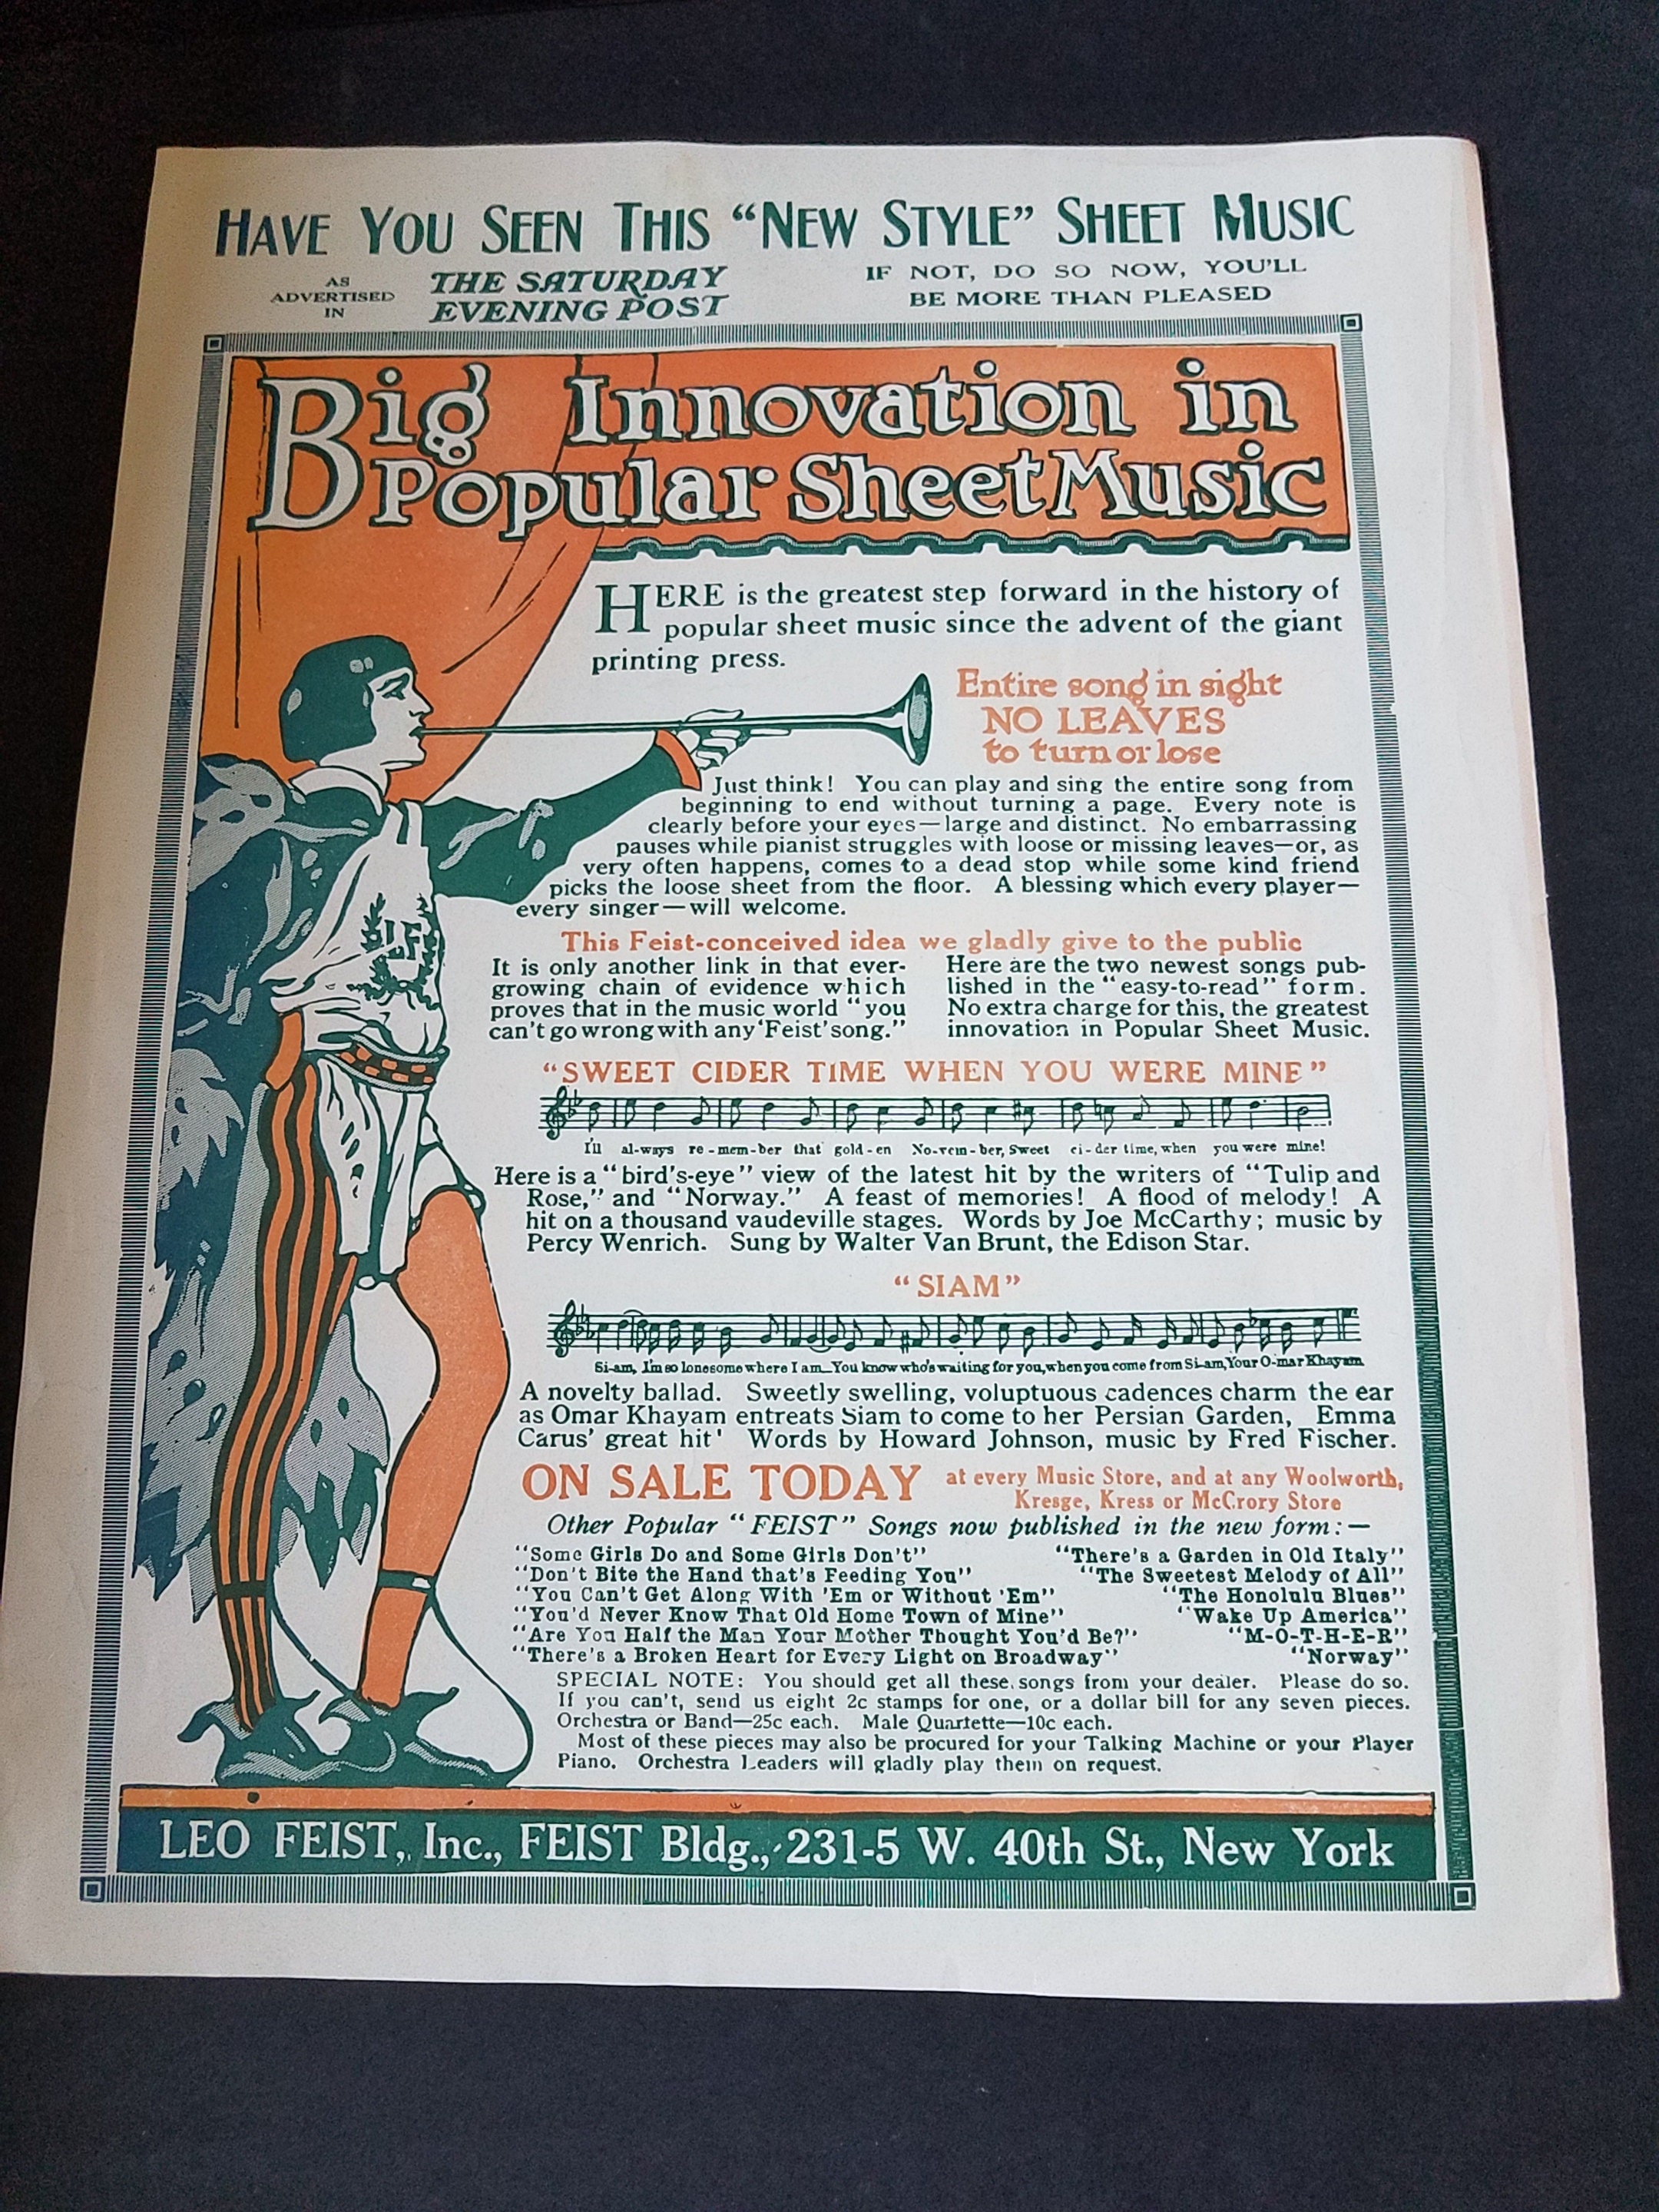 HAVE YOU SEEN THIS “NEW STYLE” SHEET MUSIC
AS
ADVERTISED
IN
THE SATURDAY
EVENING POST
IF NOT, DO SO NOW, YOU'LL
BE MORE THAN PLEASED
Big Innovation in
Popular Sheet Music
HERE is the greatest step forward in the history of
popular sheet music since the advent of the giant
printing press.
Entire song in sight
NO LEAVES
to turn or lose
Just think! You can play and sing the entire song from
beginning to end without turning a page. Every note is
clearly before your eyes—large and distinct. No embarrassing
pauses while pianist struggles with loose or missing leaves—or, as
very often happens, comes to a dead stop while some kind friend
picks the loose sheet from the floor. A blessing which every player—
every singer—will welcome.
LF
This Feist-conceived idea we gladly give to the public
It is only another link in that ever-
growing chain of evidence which
proves that in the music world “you
can't go wrong with any 'Feist' song.”
Here are the two newest songs pub-
lished in the “easy-to-read” form.
No extra charge for this, the greatest
innovation in Popular Sheet Music.
“SWEET CIDER TIME WHEN YOU WERE MINE”
I'll al-ways re-mem-ber that gold-en No-vem-ber, Sweet ci-der time, when you were mine!
Here is a “bird's-eye” view of the latest hit by the writers of “Tulip and
Rose,” and “Norway.” A feast of memories! A flood of melody! A
hit on a thousand vaudeville stages. Words by Joe McCarthy; music by
Percy Wenrich. Sung by Walter Van Brunt, the Edison Star.
“SIAM”
Si-am, I'm so lonesome where I am_ You know who's waiting for you, when you come from Si-am, Your O-mar Khayam
A novelty ballad. Sweetly swelling, voluptuous cadences charm the ear
as Omar Khayam entreats Siam to come to her Persian Garden, Emma
Carus' great hit' Words by Howard Johnson, music by Fred Fischer.
ON SALE TODAY
at every Music Store, and at any Woolworth,
Kresge, Kress or McCrory Store
Other Popular “FEIST” Songs now published in the new form:—
“Some Girls Do and Some Girls Don't”
“Don't Bite the Hand that's Feeding You”
“You Can't Get Along With 'Em or Without 'Em”
“You'd Never Know That Old Home Town of Mine”
“Are You Half the Man Your Mother Thought You'd Be?”
“There's a Broken Heart for Every Light on Broadway”
“There's a Garden in Old Italy”
“The Sweetest Melody of All”
“The Honolulu Blues”
“Wake Up America”
“M-O-T-H-E-R”
“Norway”
SPECIAL NOTE: You should get all these songs from your dealer. Please do so.
If you can't, send us eight 2c stamps for one, or a dollar bill for any seven pieces.
Orchestra or Band—25c each. Male Quartette—10c each.
Most of these pieces may also be procured for your Talking Machine or your Player
Piano. Orchestra Leaders will gladly play them on request.
LEO FEIST, Inc., FEIST Bldg., 231-5 W. 40th St., New York